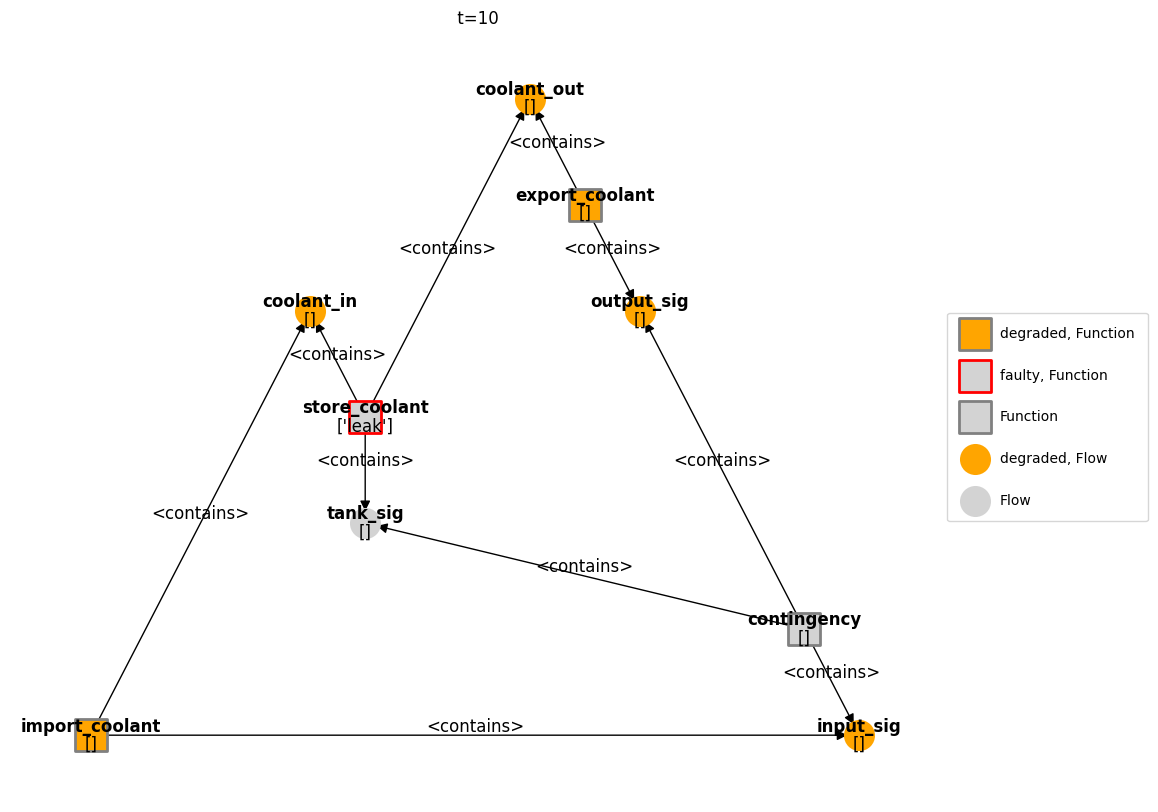 t=10
coolant_out
[]
<contains>
export_coolant
[]
<contains>
<contains>
coolant_in
[]
output_sig
[]
<contains>
store_coolant
['leak']
<contains>
<contains>
<contains>
tank_sig
[]
<contains>
contingency
[]
<contains>
import_coolant
[]
<contains>
input_sig
[]
degraded, Function
faulty, Function
Function
degraded, Flow
Flow